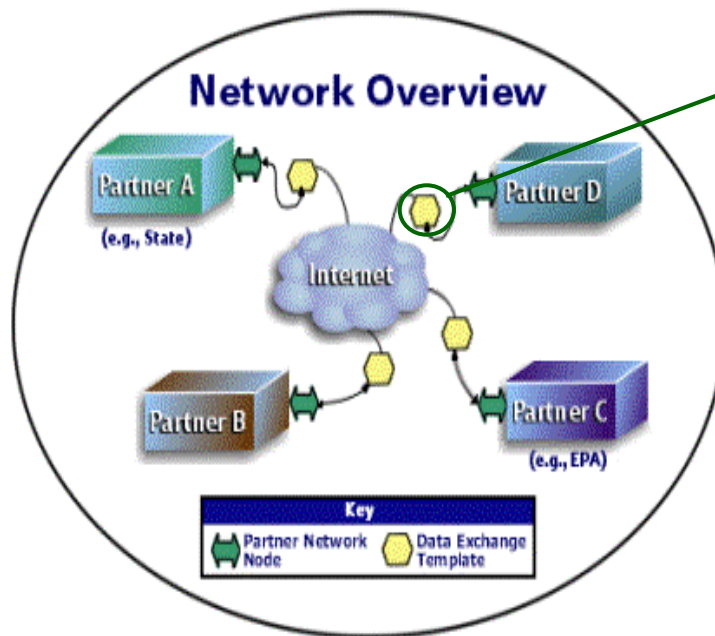 Network Overview
Partner A
(e.g., State)
Partner D
Internet
Partner B
Partner C
(e.g., EPA)
Key
Partner Network
Node
Data Exchange
Template